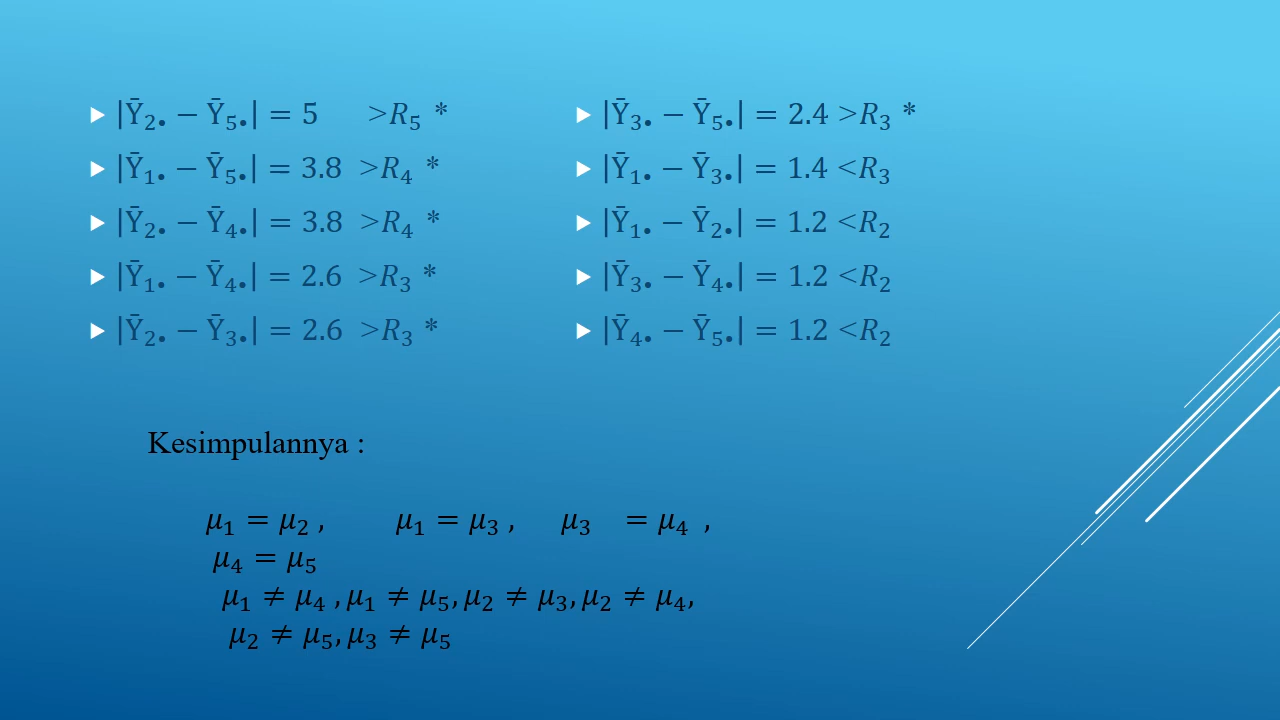 |Ȳ₂• − Ȳ₅•| = 5 >R₅ *
|Ȳ₁• − Ȳ₅•| = 3.8 >R₄ *
|Ȳ₂• − Ȳ₄•| = 3.8 >R₄ *
|Ȳ₁• − Ȳ₄•| = 2.6 >R₃ *
|Ȳ₂• − Ȳ₃•| = 2.6 >R₃ *
|Ȳ₃• − Ȳ₅•| = 2.4 >R₃ *
|Ȳ₁• − Ȳ₃•| = 1.4 <R₃
|Ȳ₁• − Ȳ₂•| = 1.2 <R₂
|Ȳ₃• − Ȳ₄•| = 1.2 <R₂
|Ȳ₄• − Ȳ₅•| = 1.2 <R₂
Kesimpulannya :
μ₁ = μ₂ , μ₁ = μ₃ , μ₃ = μ₄ ,
μ₄ = μ₅
μ₁ ≠ μ₄ , μ₁ ≠ μ₅, μ₂ ≠ μ₃, μ₂ ≠ μ₄,
μ₂ ≠ μ₅, μ₃ ≠ μ₅